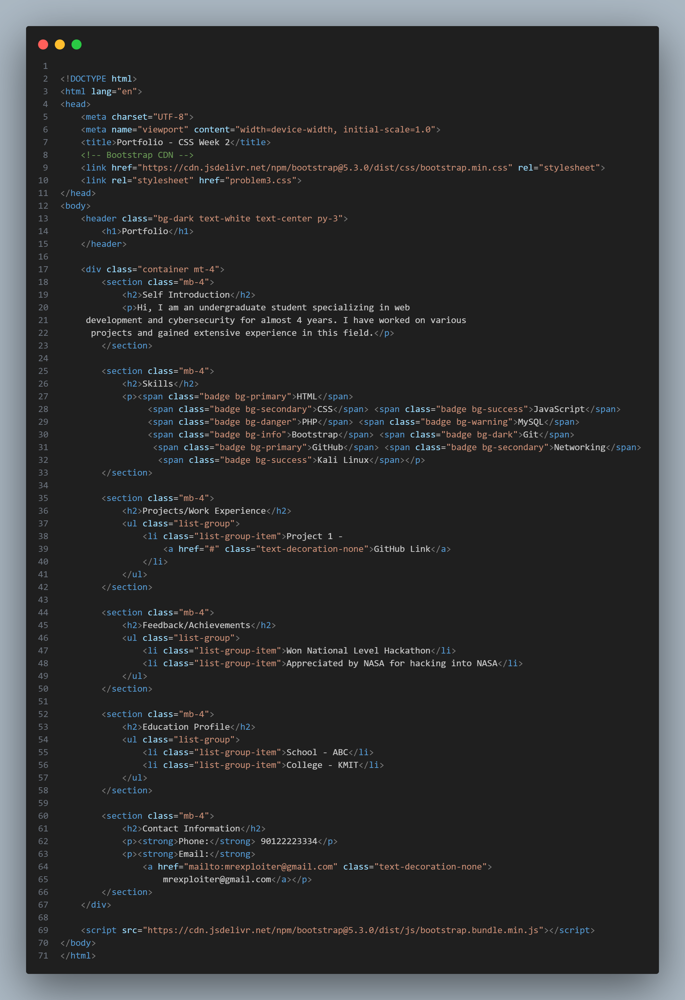 1
2 <!DOCTYPE html>
3 <html lang="en">
4 <head>
5     <meta charset="UTF-8">
6     <meta name="viewport" content="width=device-width, initial-scale=1.0">
7     <title>Portfolio - CSS Week 2</title>
8     <!-- Bootstrap CDN -->
9     <link href="https://cdn.jsdelivr.net/npm/bootstrap@5.3.0/dist/css/bootstrap.min.css" rel="stylesheet">
10     <link rel="stylesheet" href="problem3.css">
11 </head>
12 <body>
13     <header class="bg-dark text-white text-center py-3">
14         <h1>Portfolio</h1>
15     </header>
16
17     <div class="container mt-4">
18         <section class="mb-4">
19             <h2>Self Introduction</h2>
20             <p>Hi, I am an undergraduate student specializing in web
21      development and cybersecurity for almost 4 years. I have worked on various
22       projects and gained extensive experience in this field.</p>
23         </section>
24
25         <section class="mb-4">
26             <h2>Skills</h2>
27             <p><span class="badge bg-primary">HTML</span>
28                  <span class="badge bg-secondary">CSS</span> <span class="badge bg-success">JavaScript</span>
29                  <span class="badge bg-danger">PHP</span> <span class="badge bg-warning">MySQL</span>
30                  <span class="badge bg-info">Bootstrap</span> <span class="badge bg-dark">Git</span>
31                   <span class="badge bg-primary">GitHub</span> <span class="badge bg-secondary">Networking</span>
32                    <span class="badge bg-success">Kali Linux</span></p>
33         </section>
34
35         <section class="mb-4">
36             <h2>Projects/Work Experience</h2>
37             <ul class="list-group">
38                 <li class="list-group-item">Project 1 -
39                     <a href="#" class="text-decoration-none">GitHub Link</a>
40                 </li>
41             </ul>
42         </section>
43
44         <section class="mb-4">
45             <h2>Feedback/Achievements</h2>
46             <ul class="list-group">
47                 <li class="list-group-item">Won National Level Hackathon</li>
48                 <li class="list-group-item">Appreciated by NASA for hacking into NASA</li>
49             </ul>
50         </section>
51
52         <section class="mb-4">
53             <h2>Education Profile</h2>
54             <ul class="list-group">
55                 <li class="list-group-item">School - ABC</li>
56                 <li class="list-group-item">College - KMIT</li>
57             </ul>
58         </section>
59
60         <section class="mb-4">
61             <h2>Contact Information</h2>
62             <p><strong>Phone:</strong> 90122223334</p>
63             <p><strong>Email:</strong>
64                 <a href="mailto:mrexploiter@gmail.com" class="text-decoration-none">
65                     mrexploiter@gmail.com</a></p>
66         </section>
67     </div>
68
69     <script src="https://cdn.jsdelivr.net/npm/bootstrap@5.3.0/dist/js/bootstrap.bundle.min.js"></script>
70 </body>
71 </html>